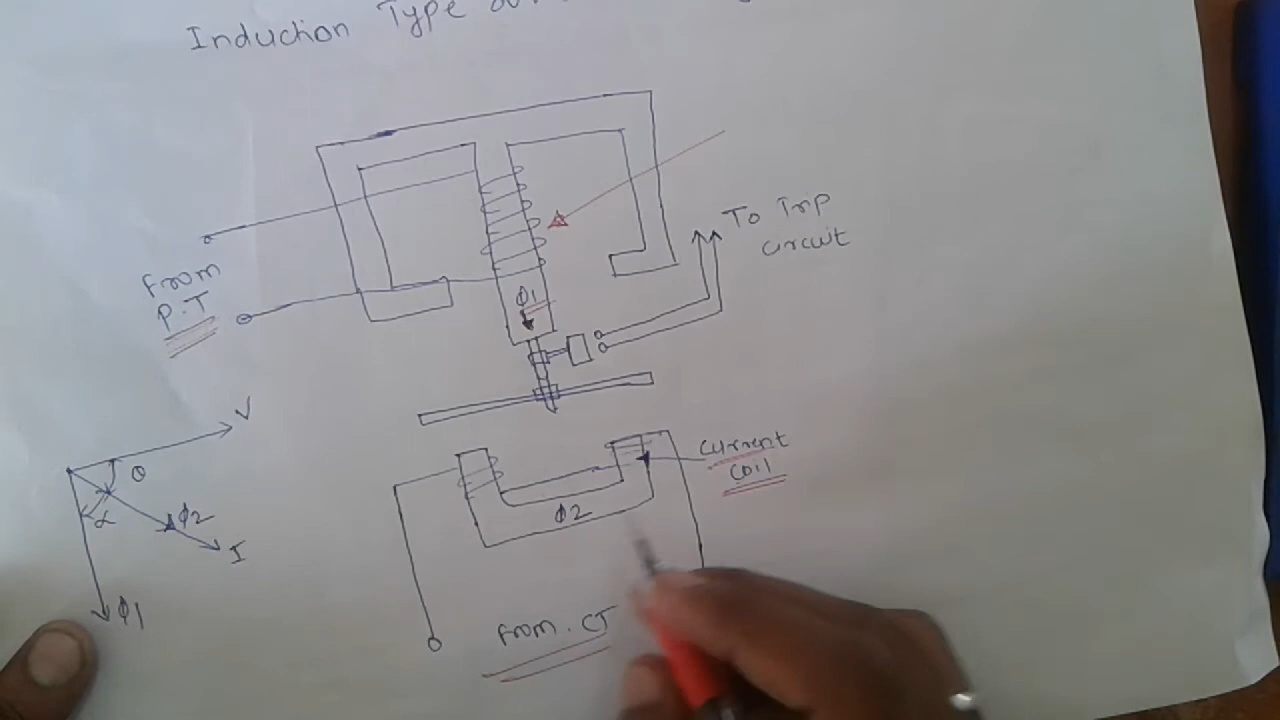 Induction Type
To Trip
circuit
From
P.T
Φ1
V
θ
Current
coil
α
Φ2
Φ2
I
Φ1
From. CT